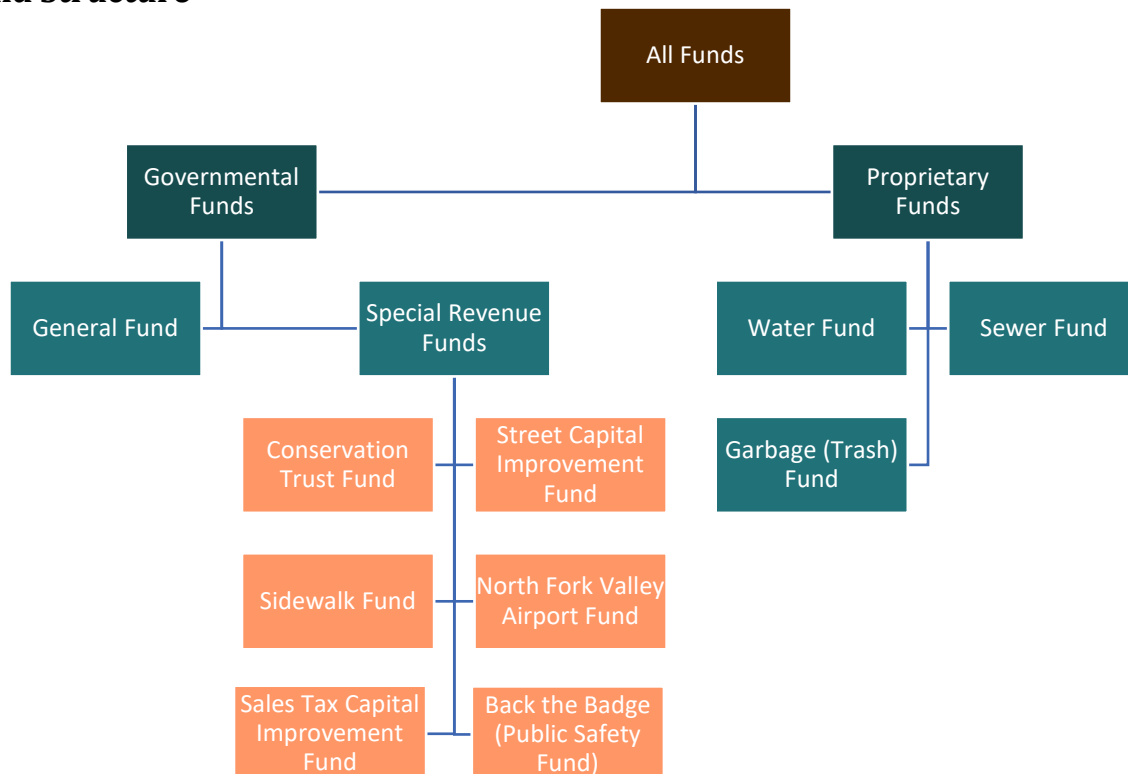 All Funds
Governmental
Funds
Proprietary
Funds
General Fund
Special Revenue
Funds
Water Fund
Sewer Fund
Conservation
Trust Fund
Street Capital
Improvement
Fund
Garbage (Trash)
Fund
Sidewalk Fund
North Fork Valley
Airport Fund
Sales Tax Capital
Improvement
Fund
Back the Badge
(Public Safety
Fund)